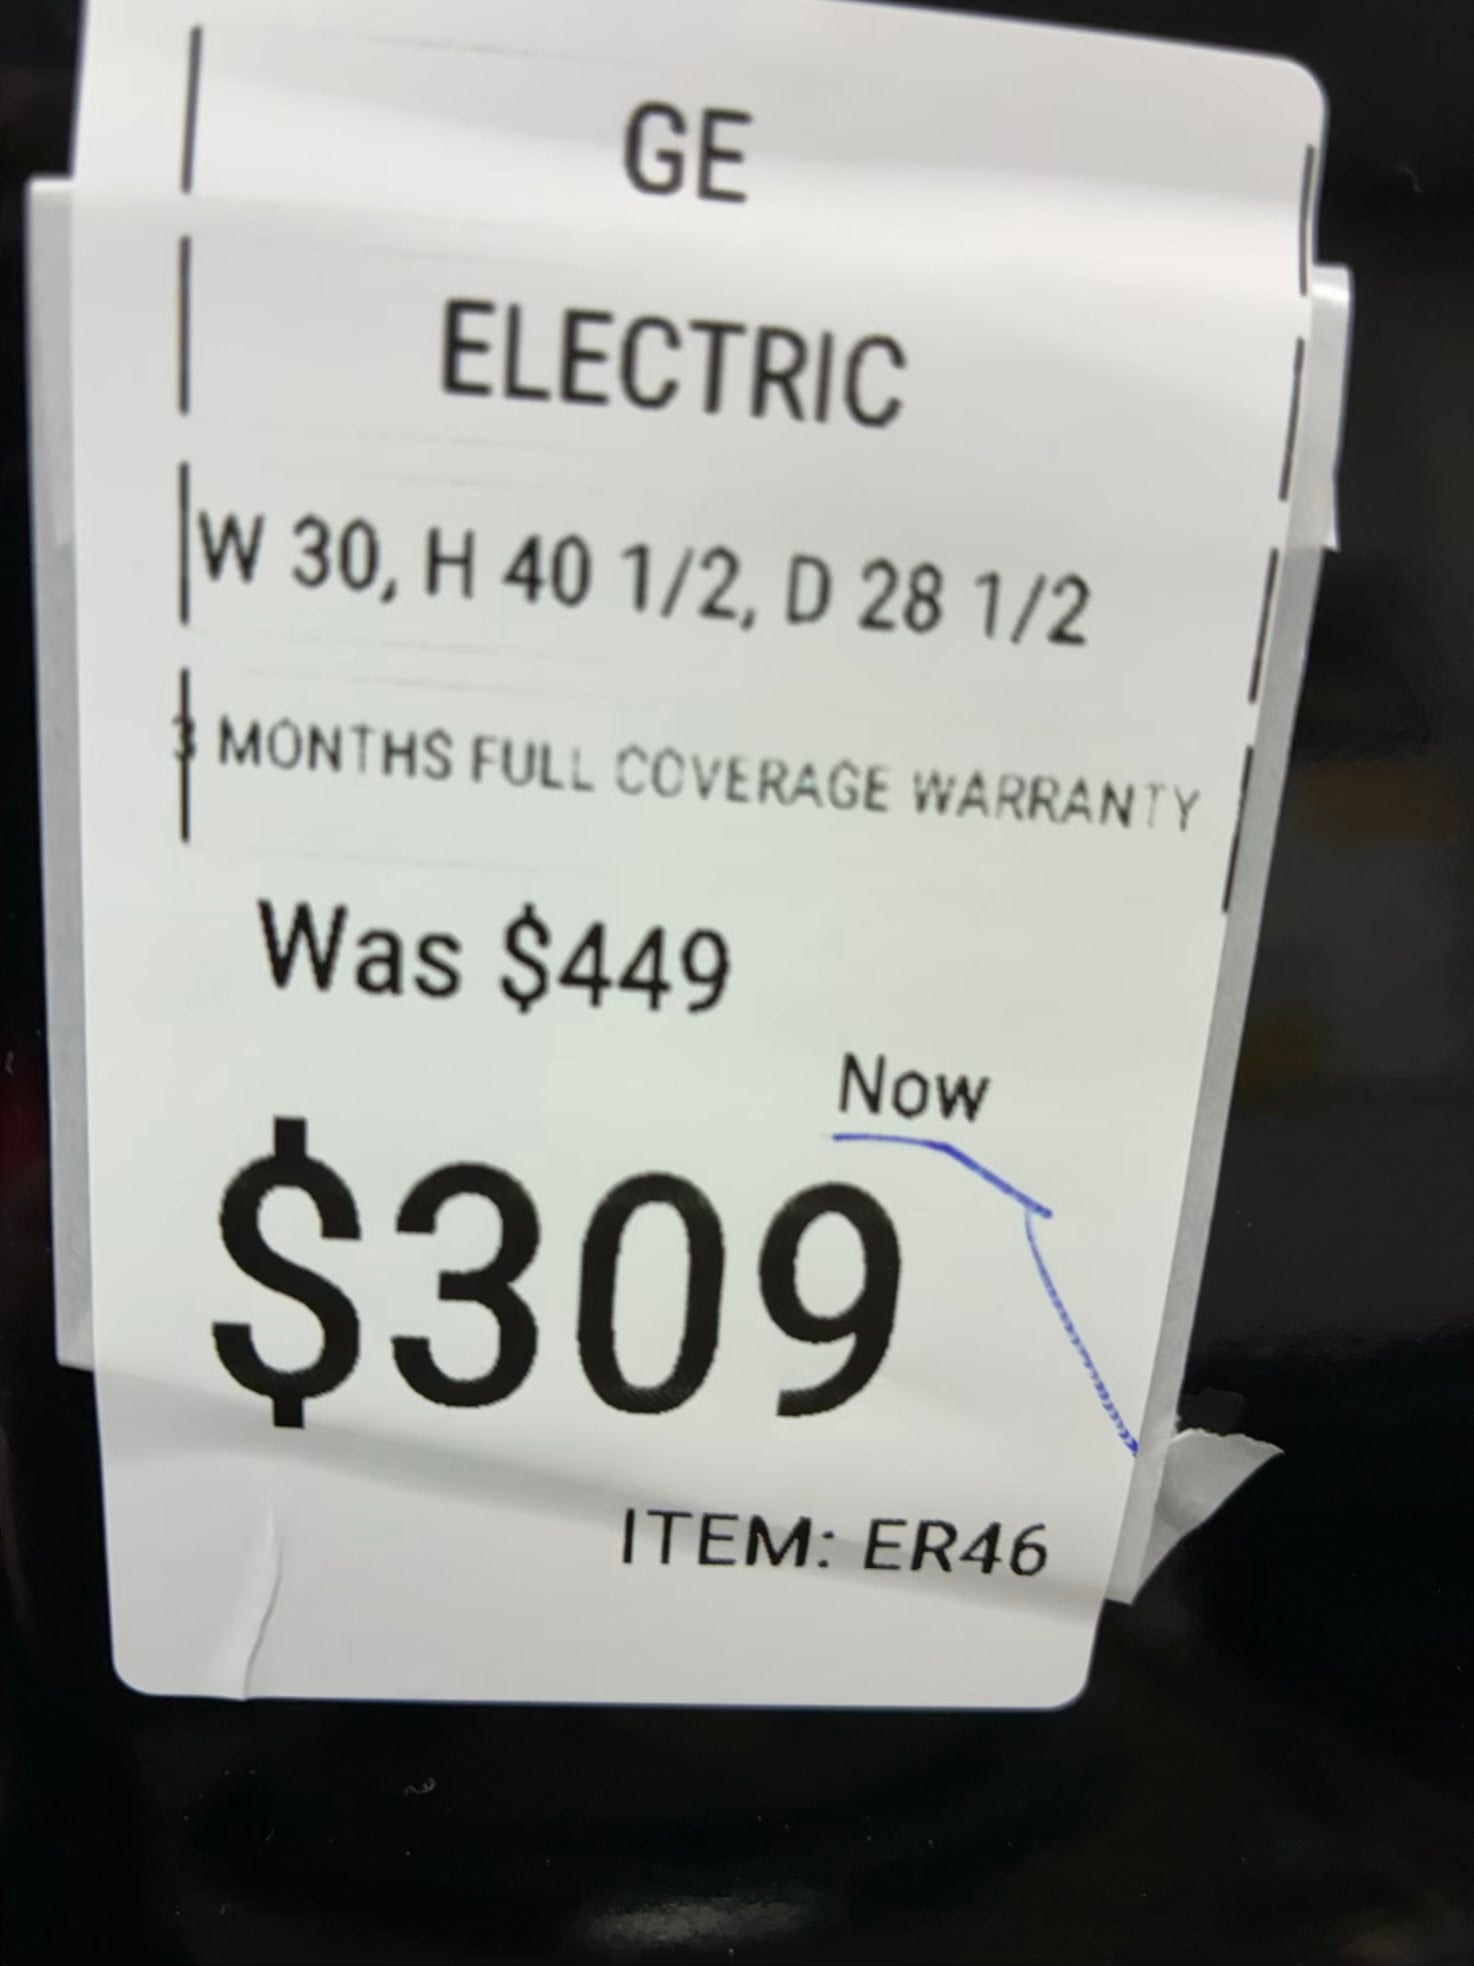 GE
ELECTRIC
W 30, H 40 1/2, D 28 1/2
3 MONTHS FULL COVERAGE WARRANTY
Was $449
Now
$309
ITEM: ER46